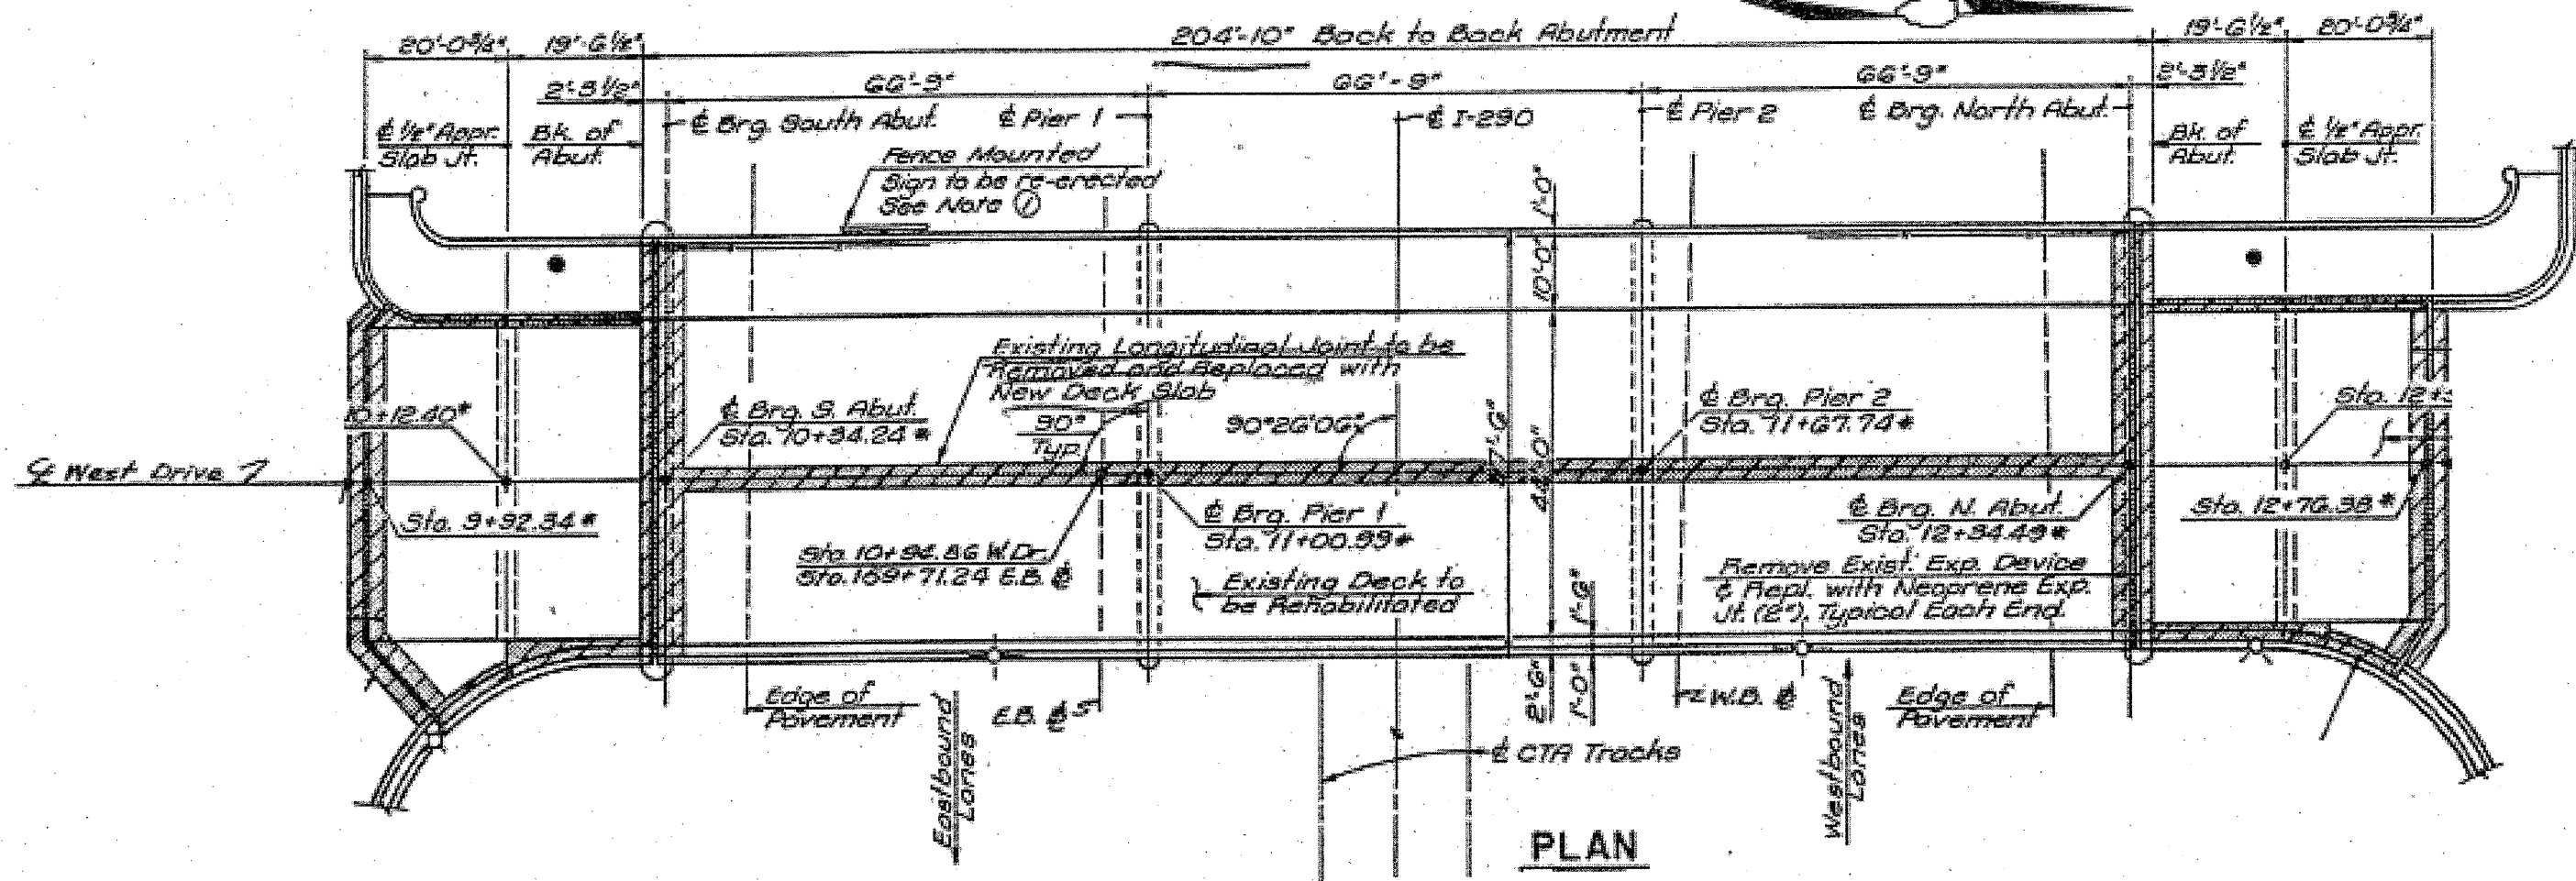 204'-10" Back to Back Abutment
20'-0¾" 19'-6½" 19'-6½" 20'-0¾"
2'-3½" 66'-9" 66'-9" 66'-9" 2'-3½"
℄ ½" Appr. Slab Jt.
Bk. of Abut.
℄ Brg. South Abut.
℄ Pier 1
℄ I-290
℄ Pier 2
℄ Brg. North Abut.
Bk. of Abut.
℄ ½" Appr. Slab Jt.
Fence Mounted
Sign to be re-erected
See Note ①
1'-0"
10'-0"
Existing Longitudinal Joint to be
Removed and Replaced with
New Deck Slab
10+12.40*
℄ Brg. S. Abut.
Sta. 10+34.24*
90°
Typ.
90°26'06"
℄ Brg. Pier 2
Sta. 11+67.74*
Sta. 12+
℄ West Drive
Sta. 9+92.34*
44'-0"
℄ Brg. Pier 1
Sta. 11+00.99*
℄ Brg. N. Abut.
Sta. 12+34.49*
Sta. 12+76.38*
Sta. 10+94.86 W.Dr.
Sta. 159+71.24 E.B. ℄
Existing Deck to
be Rehabilitated
Remove Exist. Exp. Device
& Repl. with Neoprene Exp.
Jt. (2"), Typical Each End.
1'-6"
2'-6"
1'-0"
Edge of
Pavement
Eastbound
Lanes
E.B. ℄
W.B. ℄
Westbound
Lanes
Edge of
Pavement
℄ CTA Tracks
PLAN